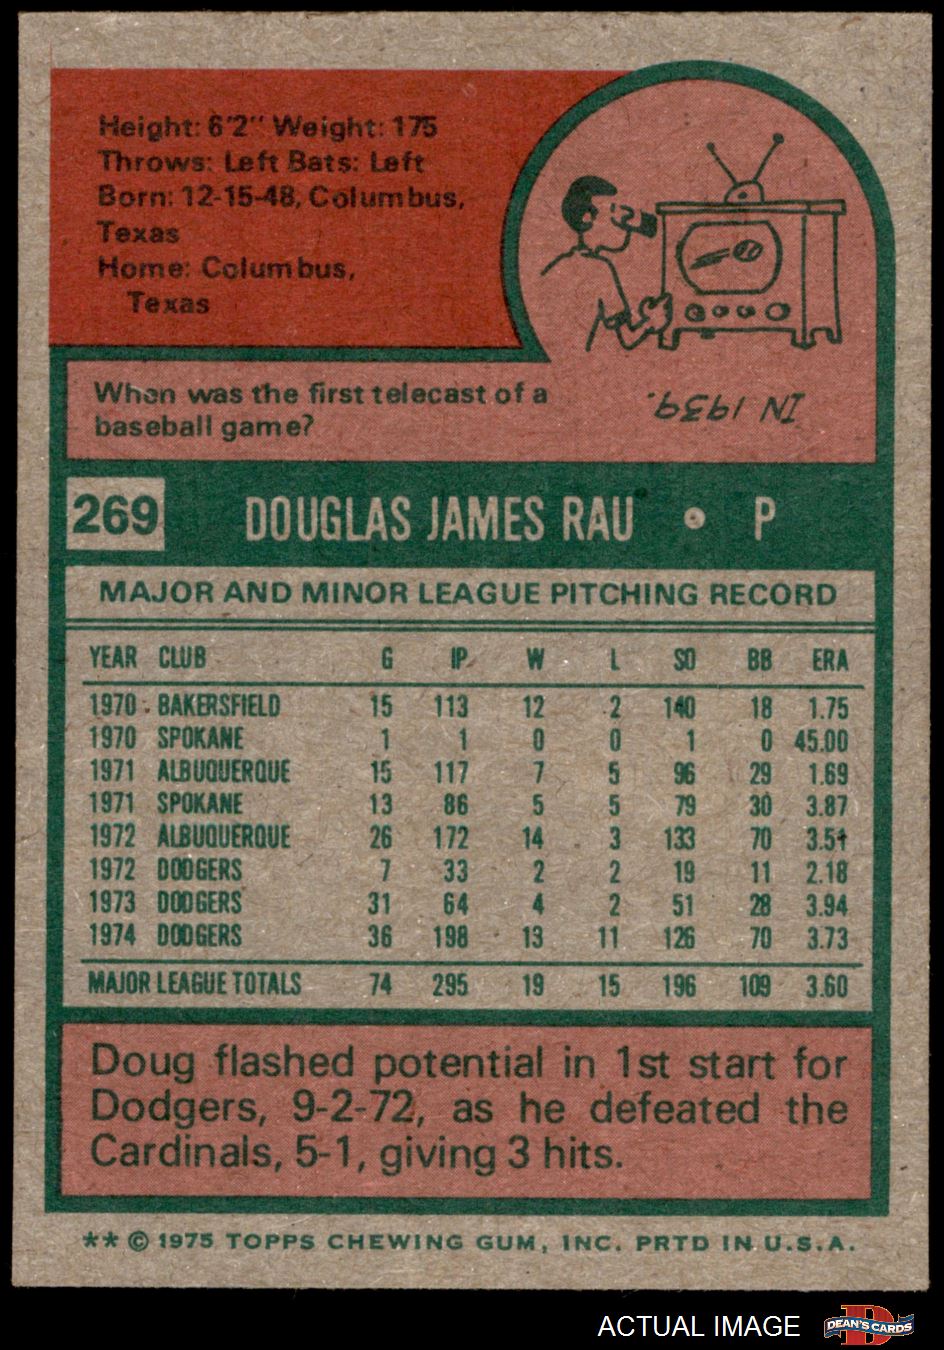 Height: 6'2" Weight: 175
Throws: Left Bats: Left
Born: 12-15-48, Columbus,
Texas
Home: Columbus,
Texas
When was the first telecast of a
baseball game?
IN 1939.
269 DOUGLAS JAMES RAU • P
MAJOR AND MINOR LEAGUE PITCHING RECORD
YEAR CLUB G IP W L SO BB ERA
1970 BAKERSFIELD 15 113 12 2 140 18 1.75
1970 SPOKANE 1 1 0 0 1 0 45.00
1971 ALBUQUERQUE 15 117 7 5 96 29 1.69
1971 SPOKANE 13 86 5 5 79 30 3.87
1972 ALBUQUERQUE 26 172 14 3 133 70 3.51
1972 DODGERS 7 33 2 2 19 11 2.18
1973 DODGERS 31 64 4 2 51 28 3.94
1974 DODGERS 36 198 13 11 126 70 3.73
MAJOR LEAGUE TOTALS 74 295 19 15 196 109 3.60
Doug flashed potential in 1st start for
Dodgers, 9-2-72, as he defeated the
Cardinals, 5-1, giving 3 hits.
** © 1975 TOPPS CHEWING GUM, INC. PRTD IN U.S.A.
ACTUAL IMAGE DEAN'S CARDS